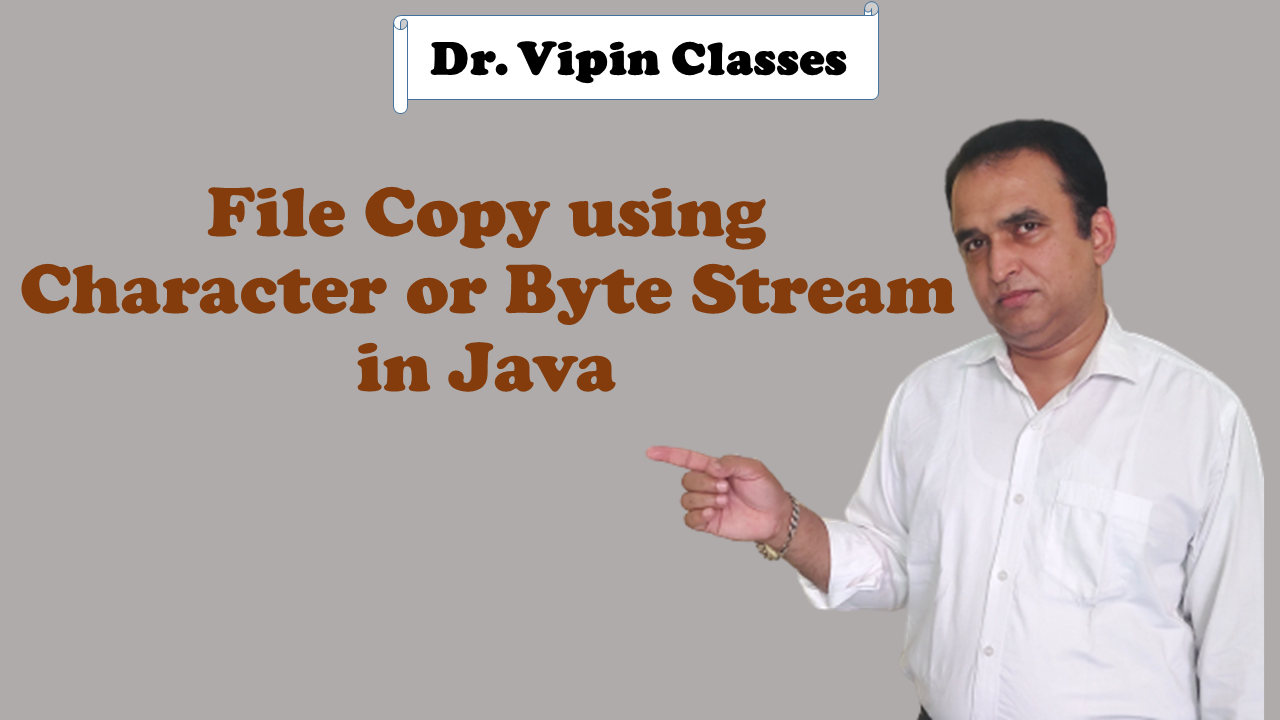 Dr. Vipin Classes
File Copy using
Character or Byte Stream
in Java